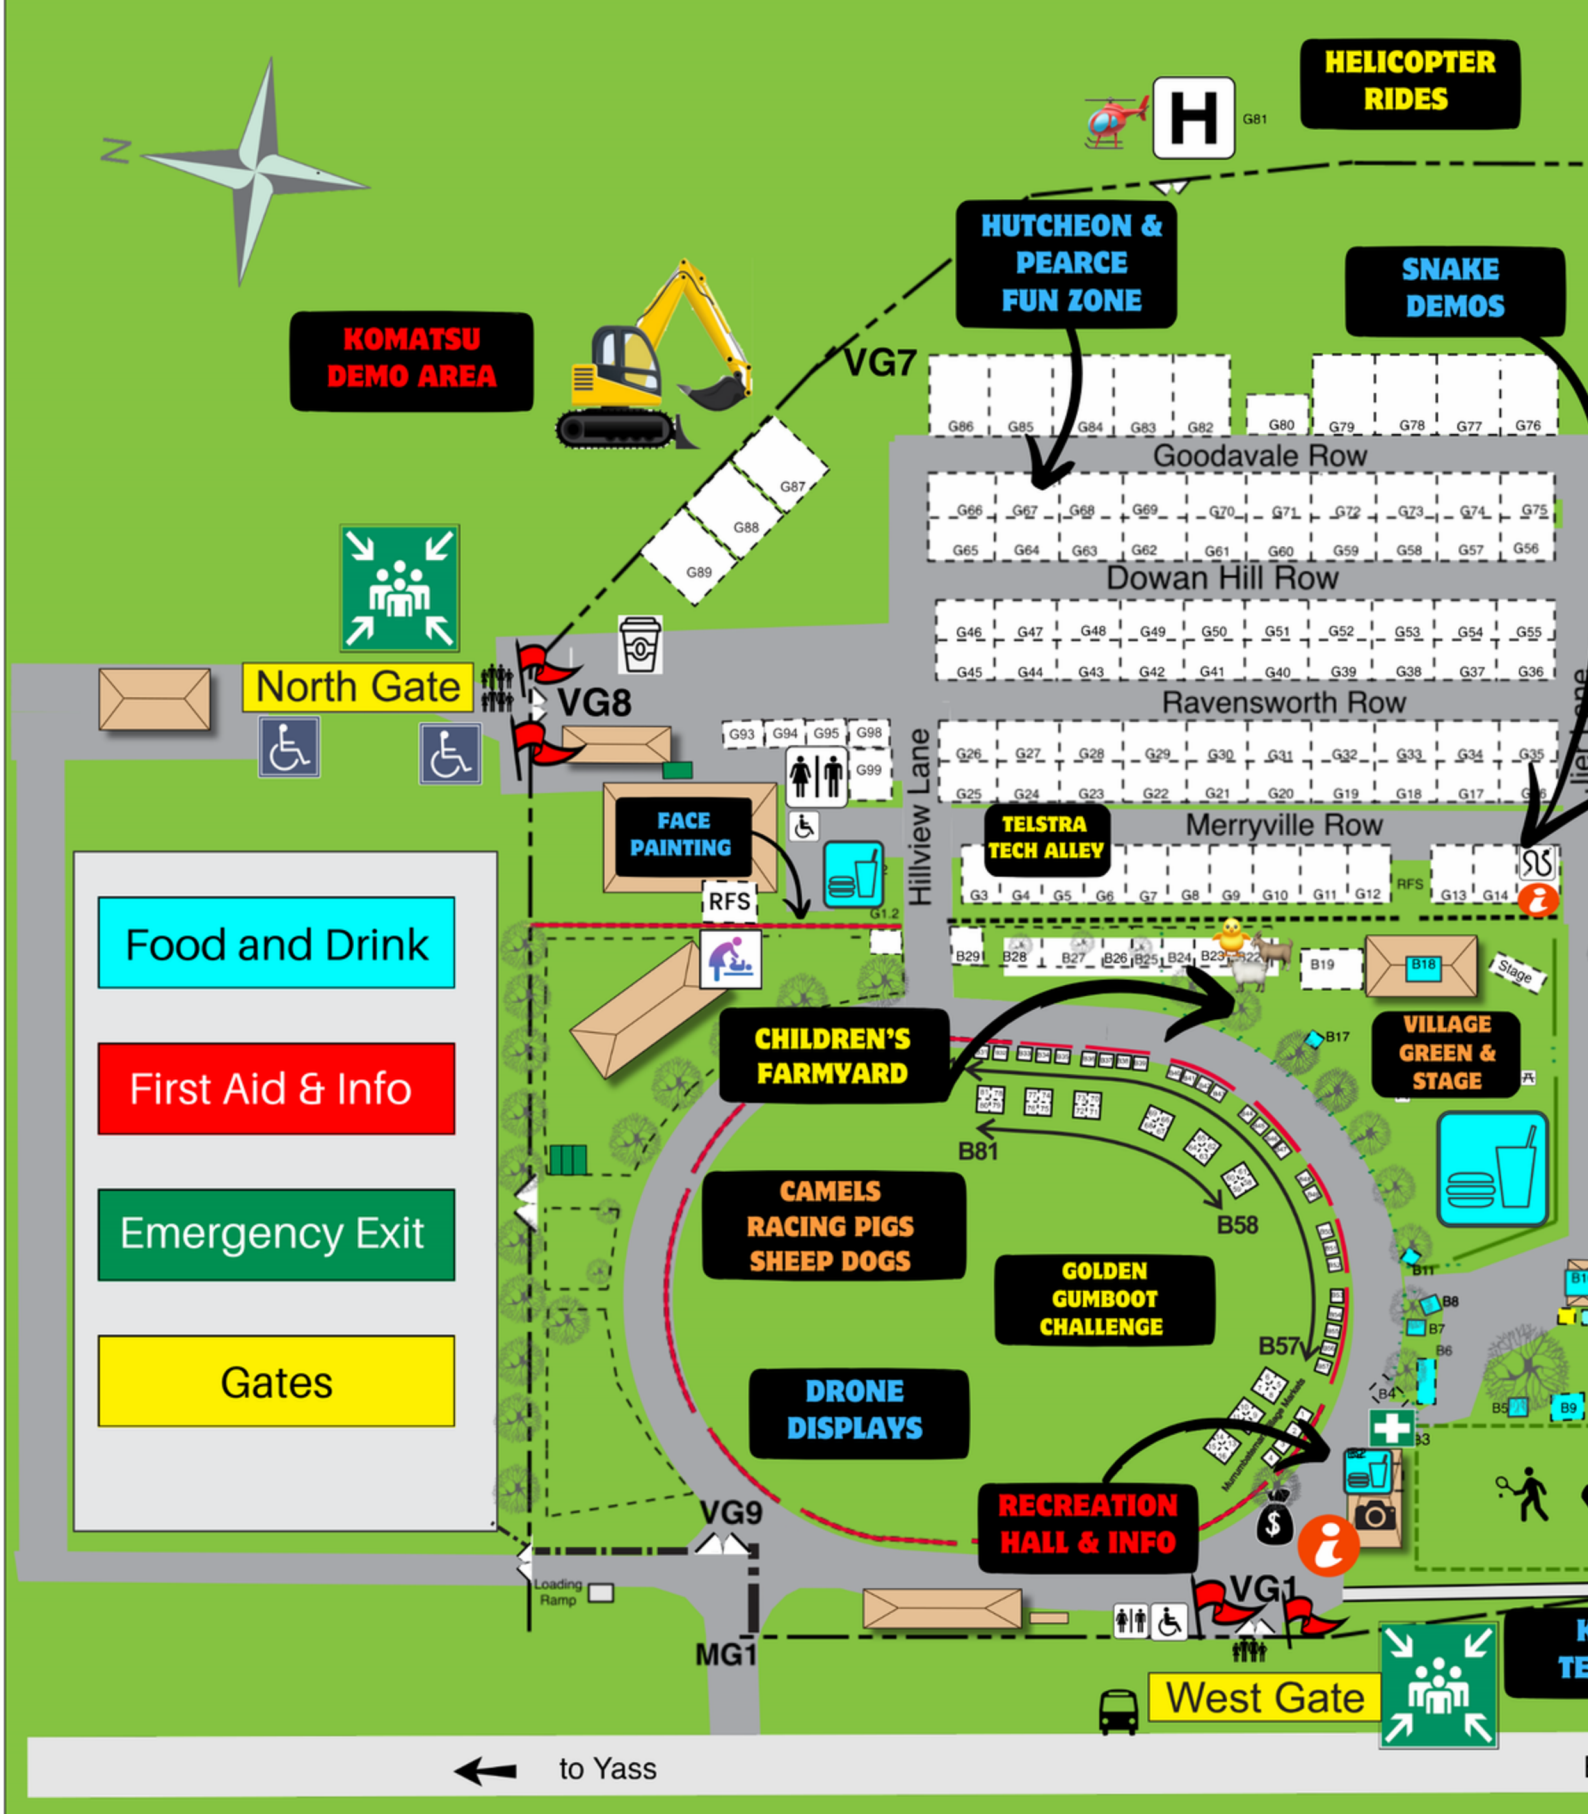 HELICOPTER
RIDES
H
G81
N
HUTCHEON &
PEARCE
FUN ZONE
SNAKE
DEMOS
KOMATSU
DEMO AREA
VG7
G86 G85 G84 G83 G82 G80 G79 G78 G77 G76
Goodavale Row
G87
G88
G89
G66 G67 G68 G69 G70 G71 G72 G73 G74 G75
G65 G64 G63 G62 G61 G60 G59 G58 G57 G56
Dowan Hill Row
G46 G47 G48 G49 G50 G51 G52 G53 G54 G55
G45 G44 G43 G42 G41 G40 G39 G38 G37 G36
North Gate
VG8
Ravensworth Row
G93 G94 G95 G98
G99
Hillview Lane
G26 G27 G28 G29 G30 G31 G32 G33 G34 G35
G25 G24 G23 G22 G21 G20 G19 G18 G17
FACE
PAINTING
TELSTRA
TECH ALLEY
Merryville Row
G3 G4 G5 G6 G7 G8 G9 G10 G11 G12 RFS G13 G14
i
RFS
G1.2
B29 B28 B27 B26 B25 B24 B23 B22 B19 B18 Stage
Food and Drink
First Aid & Info
Emergency Exit
Gates
CHILDREN'S
FARMYARD
B17
VILLAGE
GREEN &
STAGE
B81
B58
CAMELS
RACING PIGS
SHEEP DOGS
GOLDEN
GUMBOOT
CHALLENGE
B11
B8
B7
B6
B57
B4
B5
B9
B3
DRONE
DISPLAYS
RECREATION
HALL & INFO
$
i
VG9
Loading
Ramp
VG1
MG1
West Gate
to Yass